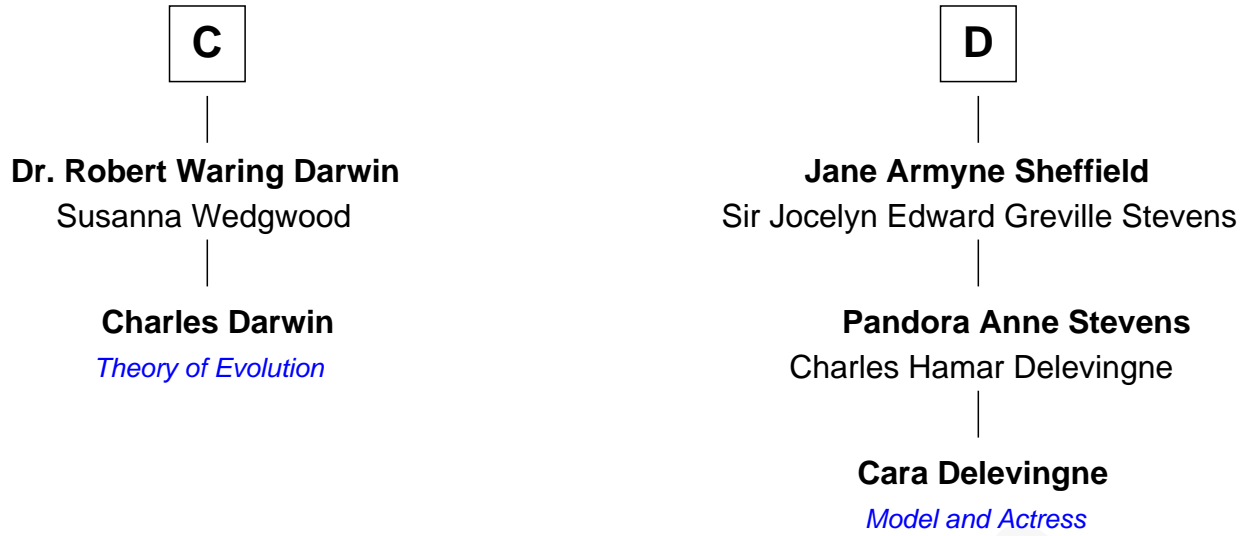 C
Dr. Robert Waring Darwin
Susanna Wedgwood
Charles Darwin
Theory of Evolution
D
Jane Armyne Sheffield
Sir Jocelyn Edward Greville Stevens
Pandora Anne Stevens
Charles Hamar Delevingne
Cara Delevingne
Model and Actress